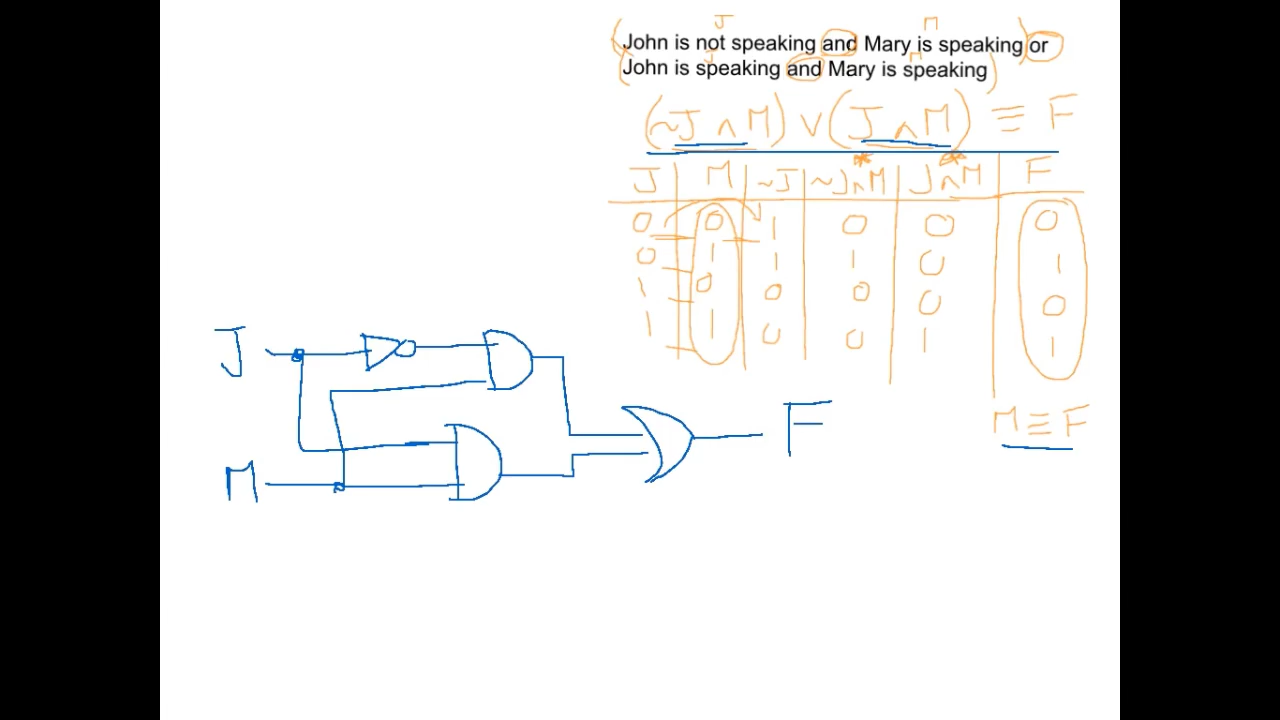 J M
John is not speaking and Mary is speaking or
J M
John is speaking and Mary is speaking
(~J ∧ M) ∨ (J ∧ M) ≡ F
* *
J M ~J ~J∧M J∧M F
0 0 1 0 0 0
0 1 1 1 0 1
1 0 0 0 0 0
1 1 0 0 1 1
J
F
M ≡ F
M